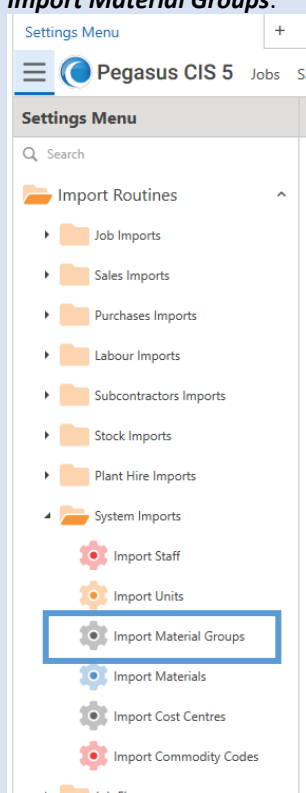 Import Material Groups.
Settings Menu
+
Pegasus CIS 5 Jobs S
Settings Menu
Search
Import Routines
Job Imports
Sales Imports
Purchases Imports
Labour Imports
Subcontractors Imports
Stock Imports
Plant Hire Imports
System Imports
Import Staff
Import Units
Import Material Groups
Import Materials
Import Cost Centres
Import Commodity Codes